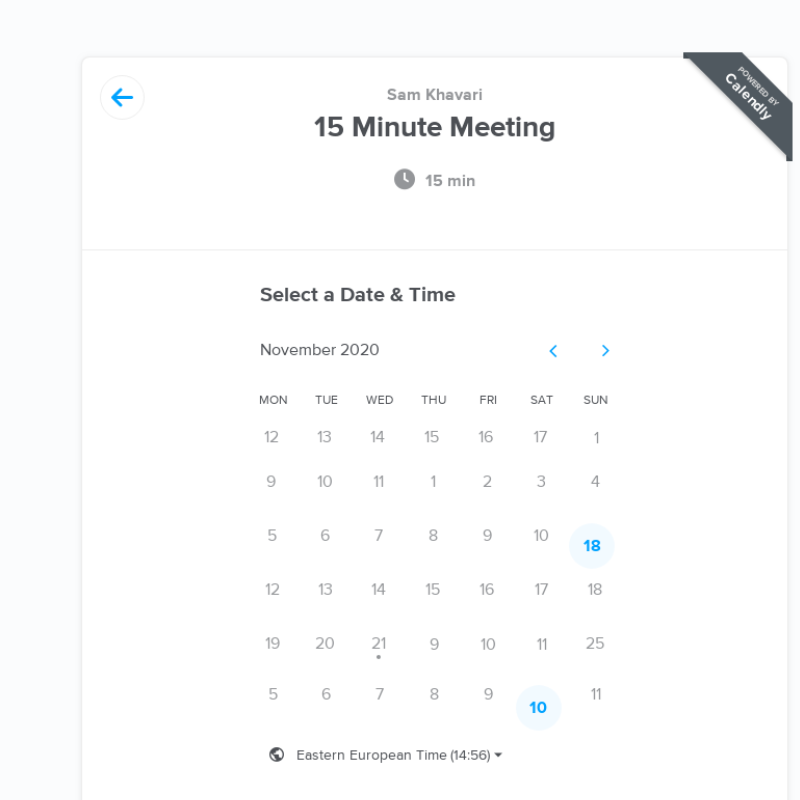 Sam Khavari
15 Minute Meeting
15 min
POWERED BY
Calendly
Select a Date & Time
November 2020
MON TUE WED THU FRI SAT SUN
12 13 14 15 16 17 1
9 10 11 1 2 3 4
5 6 7 8 9 10 18
12 13 14 15 16 17 18
19 20 21 9 10 11 25
5 6 7 8 9 10 11
Eastern European Time (14:56)